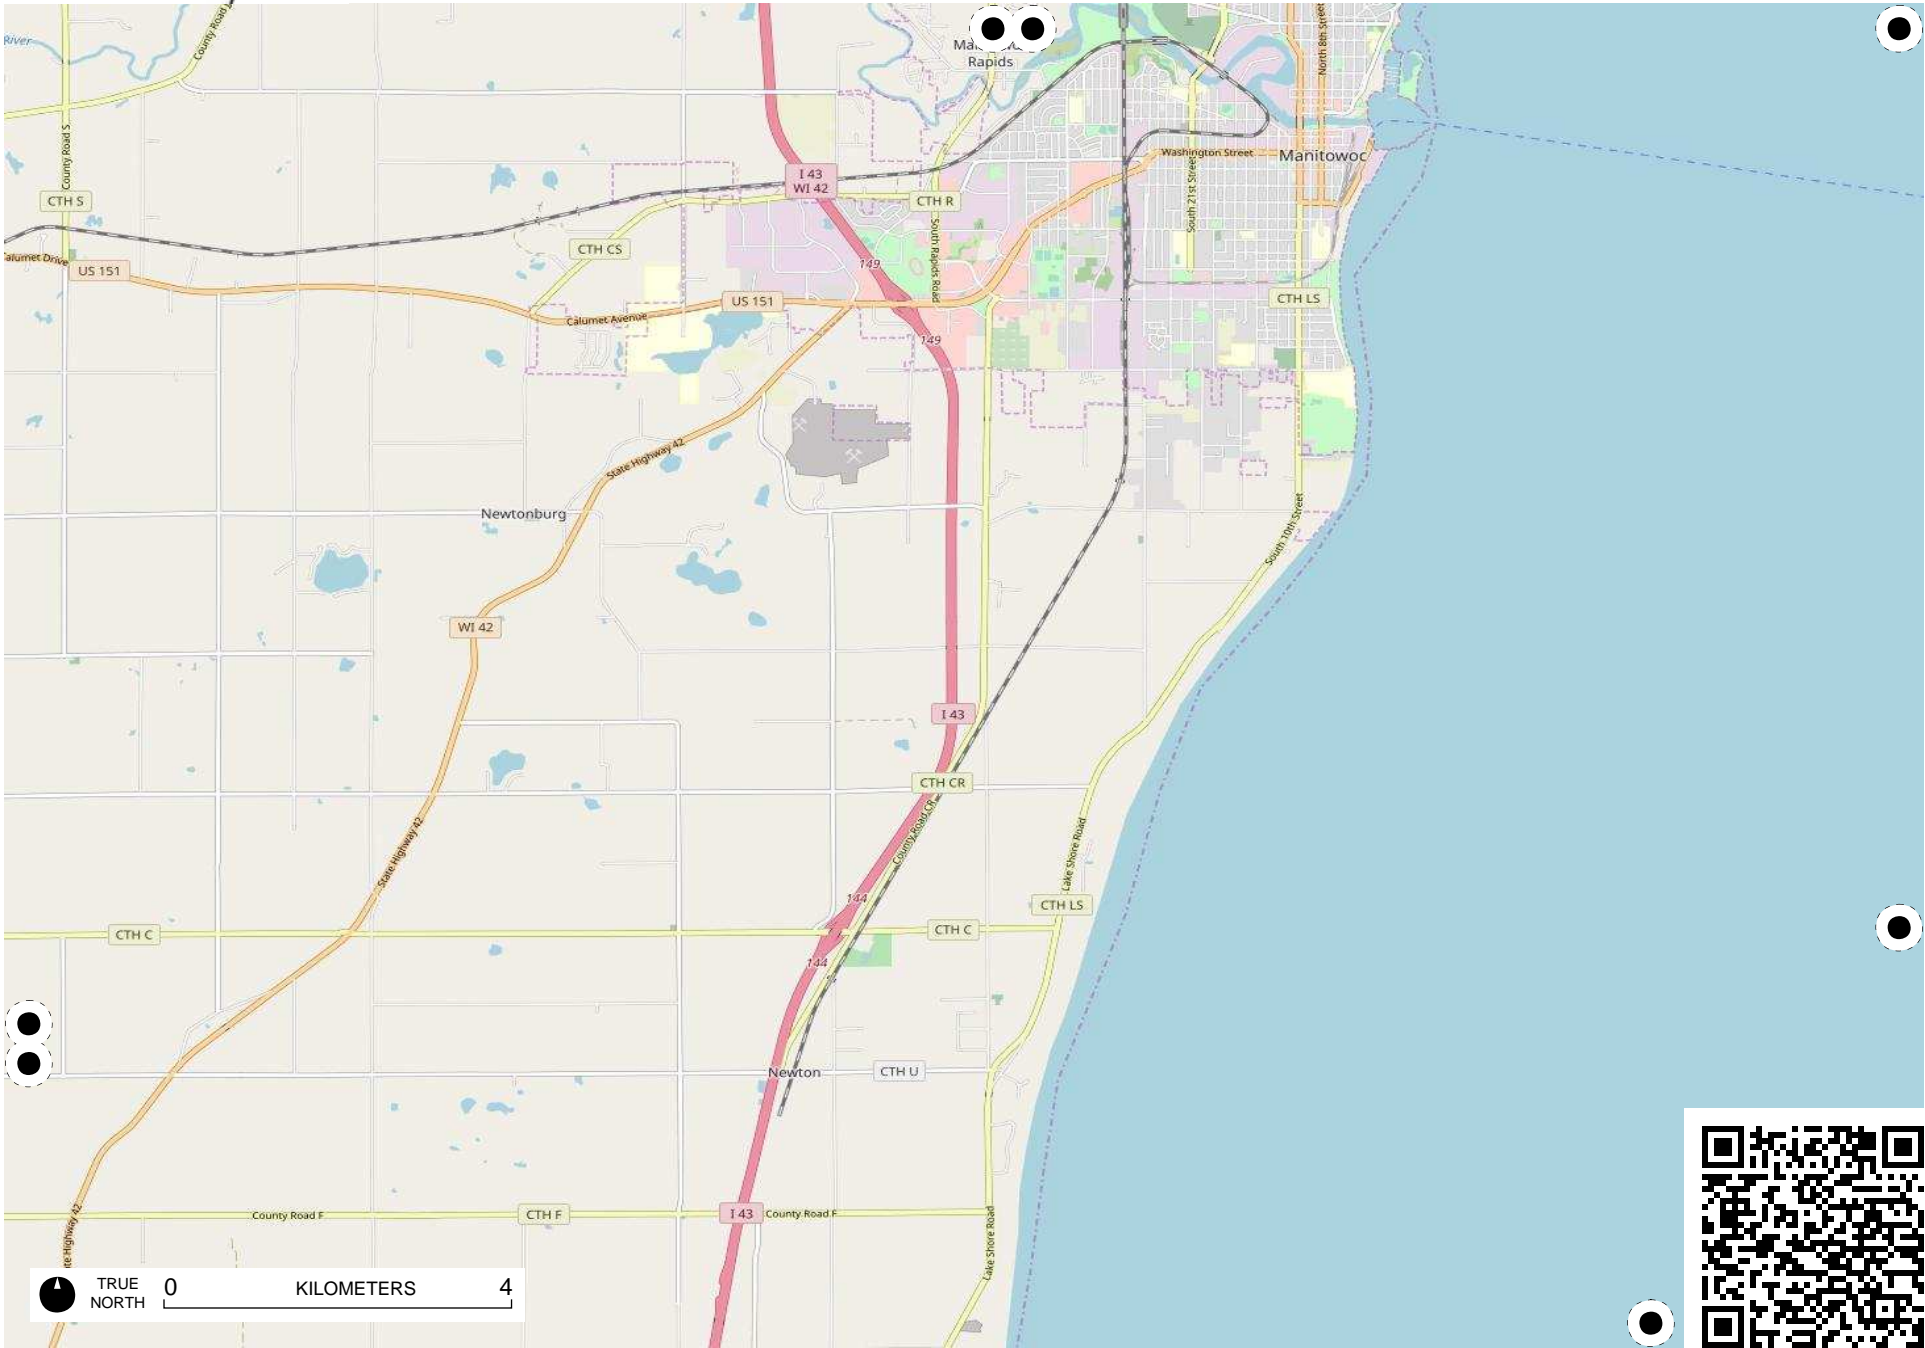 River
County Road J
North 8th Street
Rapids
County Road S
Washington Street
Manitowoc
I 43
WI 42
CTH S
CTH R
South 21st Street
CTH CS
South Rapids Road
alumet Drive
US 151
149
US 151
CTH LS
Calumet Avenue
149
State Highway 42
Newtonburg
South 10th Street
WI 42
I 43
CTH CR
County Road CR
State Highway 42
Lake Shore Road
144
CTH LS
CTH C
CTH C
144
Newton
CTH U
County Road F
CTH F
I 43
County Road F
Lake Shore Road
te Highway 42
TRUE
NORTH
0
KILOMETERS
4